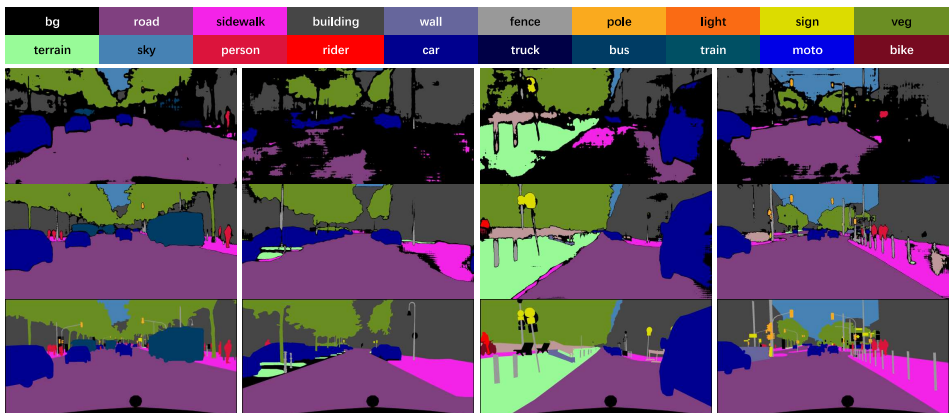 bg road sidewalk building wall fence pole light sign veg
terrain sky person rider car truck bus train moto bike